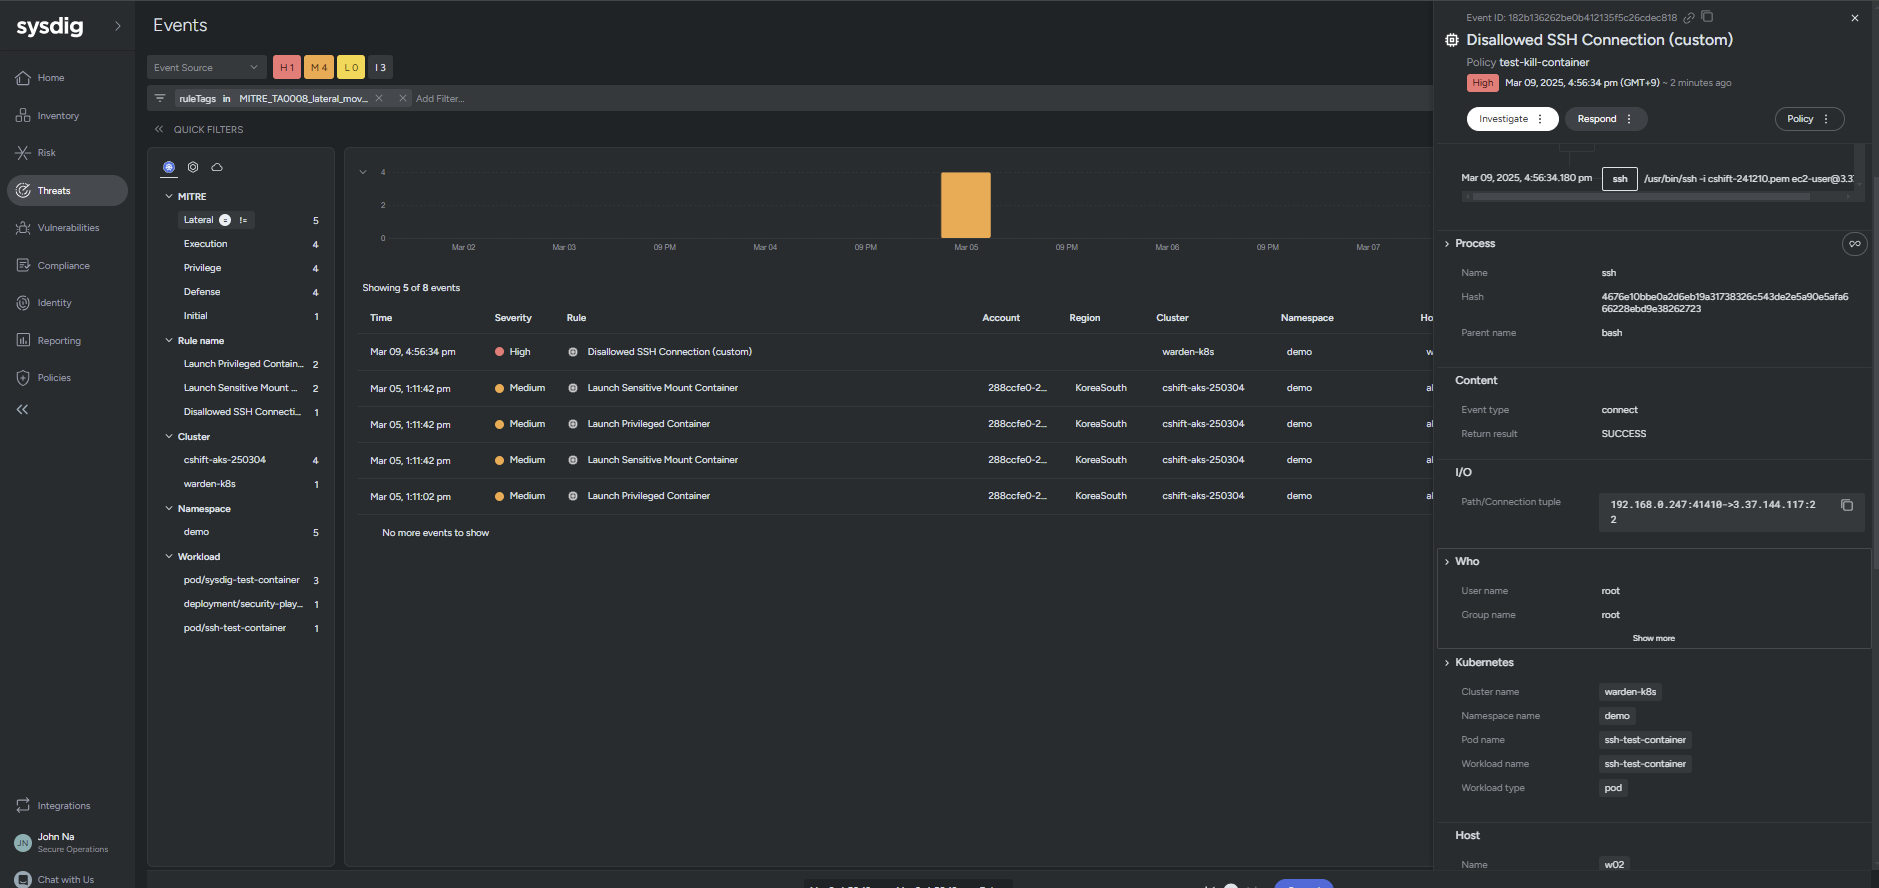 sysdig
Home
Inventory
Risk
Threats
Vulnerabilities
Compliance
Identity
Reporting
Policies
Integrations
JN
John Na
Secure Operations
Chat with Us
Events
Event Source
H 1
M 4
L 0
I 3
ruleTags in MITRE_TA0008_lateral_mov...
Add Filter...
QUICK FILTERS
MITRE
Lateral = != 5
Execution 4
Privilege 4
Defense 4
Initial 1
Rule name
Launch Privileged Contain... 2
Launch Sensitive Mount ... 2
Disallowed SSH Connecti... 1
Cluster
cshift-aks-250304 4
warden-k8s 1
Namespace
demo 5
Workload
pod/sysdig-test-container 3
deployment/security-play... 1
pod/ssh-test-container 1
4
2
0
Mar 02 Mar 03 09 PM Mar 04 09 PM Mar 05 09 PM Mar 06 09 PM Mar 07
Showing 5 of 8 events
Time Severity Rule Account Region Cluster Namespace Ho
Mar 09, 4:56:34 pm High Disallowed SSH Connection (custom) warden-k8s demo w
Mar 05, 1:11:42 pm Medium Launch Sensitive Mount Container 288ccfe0-2... KoreaSouth cshift-aks-250304 demo al
Mar 05, 1:11:42 pm Medium Launch Privileged Container 288ccfe0-2... KoreaSouth cshift-aks-250304 demo al
Mar 05, 1:11:42 pm Medium Launch Sensitive Mount Container 288ccfe0-2... KoreaSouth cshift-aks-250304 demo al
Mar 05, 1:11:02 pm Medium Launch Privileged Container 288ccfe0-2... KoreaSouth cshift-aks-250304 demo al
No more events to show
Event ID: 182b136262be0b412135f5c26cdec818
Disallowed SSH Connection (custom)
Policy test-kill-container
High Mar 09, 2025, 4:56:34 pm (GMT+9) ~ 2 minutes ago
Investigate
Respond
Policy
Mar 09, 2025, 4:56:34.180 pm ssh /usr/bin/ssh -i cshift-241210.pem ec2-user@3.3
Process
Name ssh
Hash 4676e10bbe0a2d6eb19a31738326c543de2e5a90e5afa6
66228ebd9e38262723
Parent name bash
Content
Event type connect
Return result SUCCESS
I/O
Path/Connection tuple 192.168.0.247:41410->3.37.144.117:2
2
Who
User name root
Group name root
Show more
Kubernetes
Cluster name warden-k8s
Namespace name demo
Pod name ssh-test-container
Workload name ssh-test-container
Workload type pod
Host
Name w02